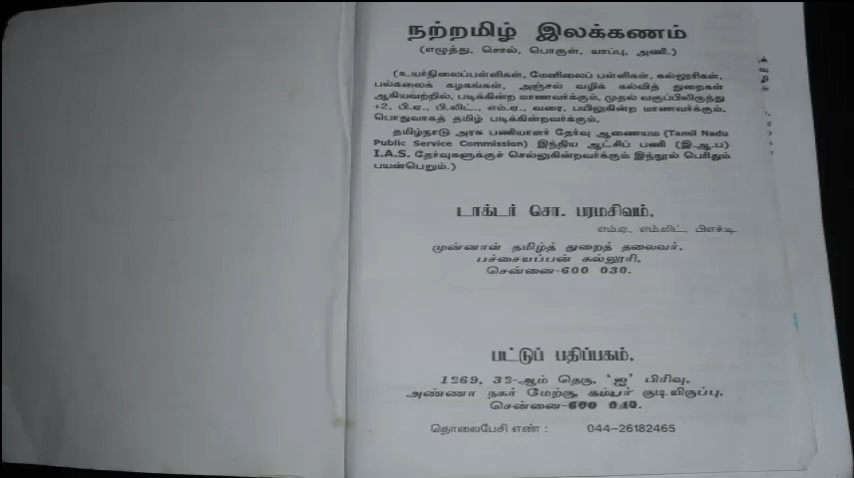 நற்றமிழ் இலக்கணம்
(எழுத்து, சொல், பொருள், யாப்பு, அணி.)
(உயர்நிலைப்பள்ளிகள், மேனிலைப் பள்ளிகள், கல்லூரிகள்,
பல்கலைக் கழகங்கள், அஞ்சல் வழிக் கல்வித் துறைகள்
ஆகியவற்றில், படிக்கின்ற மாணவர்க்கும், முதல் வகுப்பிலிருந்து
+2, பி.ஏ., பி.லிட்., எம்.ஏ., வரை, பயிலுகின்ற மாணவர்க்கும்,
பொதுவாகத் தமிழ் படிக்கின்றவர்க்கும்,
தமிழ்நாடு அரசு பணியாளர் தேர்வு ஆணையம் (Tamil Nadu
Public Service Commission) இந்திய ஆட்சிப் பணி (இ.ஆ.ப)
I.A.S. தேர்வுகளுக்குச் செல்லுகின்றவர்க்கும் இந்நூல் பெரிதும்
பயன்பெறும்.)
டாக்டர் சொ. பரமசிவம்,
எம்.ஏ., எம்.லிட்., பிஎச்டி.
முன்னாள் தமிழ்த் துறைத் தலைவர்,
பச்சையப்பன் கல்லூரி,
சென்னை-600 030.
பட்டுப் பதிப்பகம்,
1269, 32-ஆம் தெரு, 'ஐ' பிரிவு,
அண்ணா நகர் மேற்கு, கம்பர் குடியிருப்பு,
சென்னை-600 040.
தொலைபேசி எண் : 044-26182465